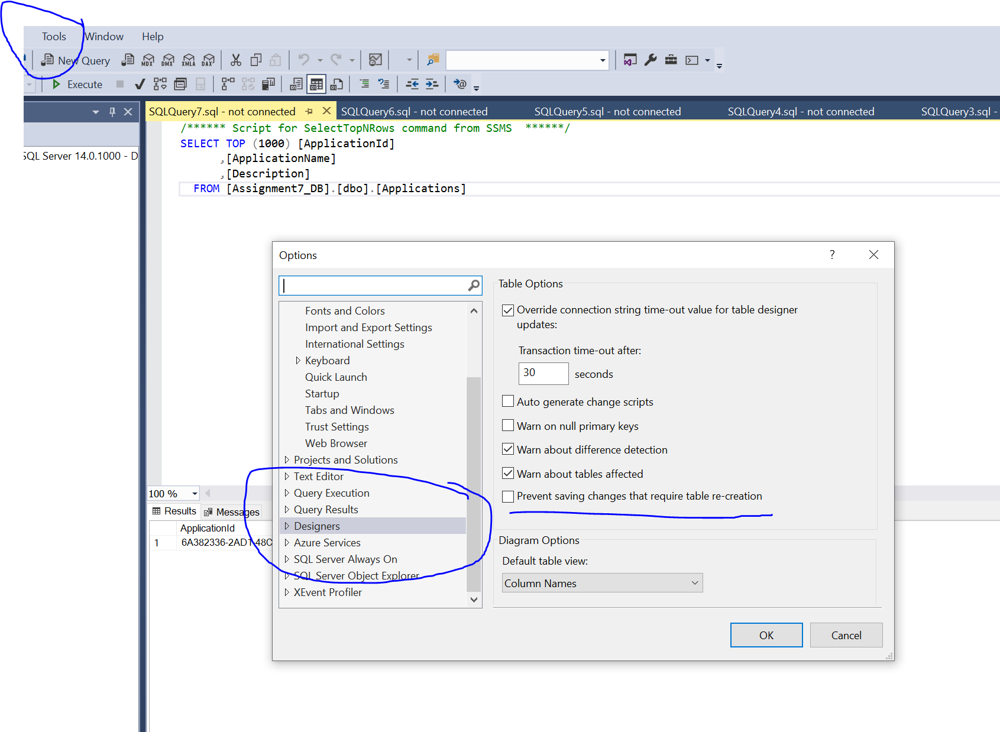 Tools Window Help
New Query MDX DMX XMLA DAX
Execute
SQLQuery7.sql - not connected SQLQuery6.sql - not connected SQLQuery5.sql - not connected SQLQuery4.sql - not connected SQLQuery3.sql -
/****** Script for SelectTopNRows command from SSMS ******/
SELECT TOP (1000) [ApplicationId]
,[ApplicationName]
,[Description]
FROM [Assignment7_DB].[dbo].[Applications]
SQL Server 14.0.1000 - D
Options
?
Fonts and Colors
Import and Export Settings
International Settings
Keyboard
Quick Launch
Startup
Tabs and Windows
Trust Settings
Web Browser
Projects and Solutions
Text Editor
Query Execution
Query Results
Designers
Azure Services
SQL Server Always On
SQL Server Object Explorer
XEvent Profiler
Table Options
Override connection string time-out value for table designer
updates:
Transaction time-out after:
30 seconds
Auto generate change scripts
Warn on null primary keys
Warn about difference detection
Warn about tables affected
Prevent saving changes that require table re-creation
Diagram Options
Default table view:
Column Names
OK Cancel
100 %
Results Messages
ApplicationId
1 6A382336-2AD1-48C